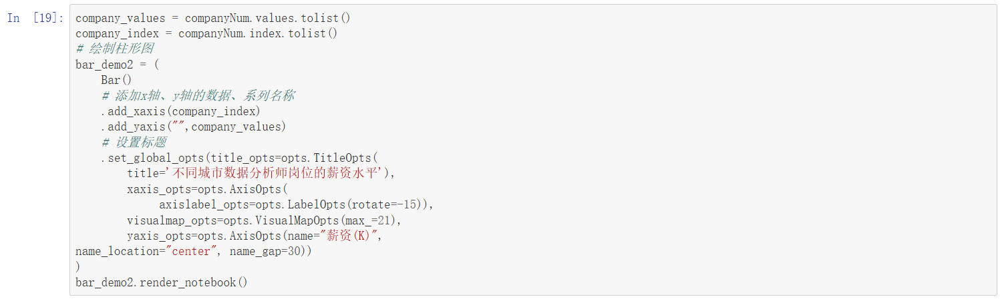 In [19]: company_values = companyNum.values.tolist()
company_index = companyNum.index.tolist()
# 绘制柱形图
bar_demo2 = (
    Bar()
    # 添加x轴、y轴的数据、系列名称
    .add_xaxis(company_index)
    .add_yaxis("",company_values)
    # 设置标题
    .set_global_opts(title_opts=opts.TitleOpts(
        title='不同城市数据分析师岗位的薪资水平'),
        xaxis_opts=opts.AxisOpts(
             axislabel_opts=opts.LabelOpts(rotate=-15)),
        visualmap_opts=opts.VisualMapOpts(max_=21),
        yaxis_opts=opts.AxisOpts(name="薪资(K)",
name_location="center", name_gap=30))
)
bar_demo2.render_notebook()